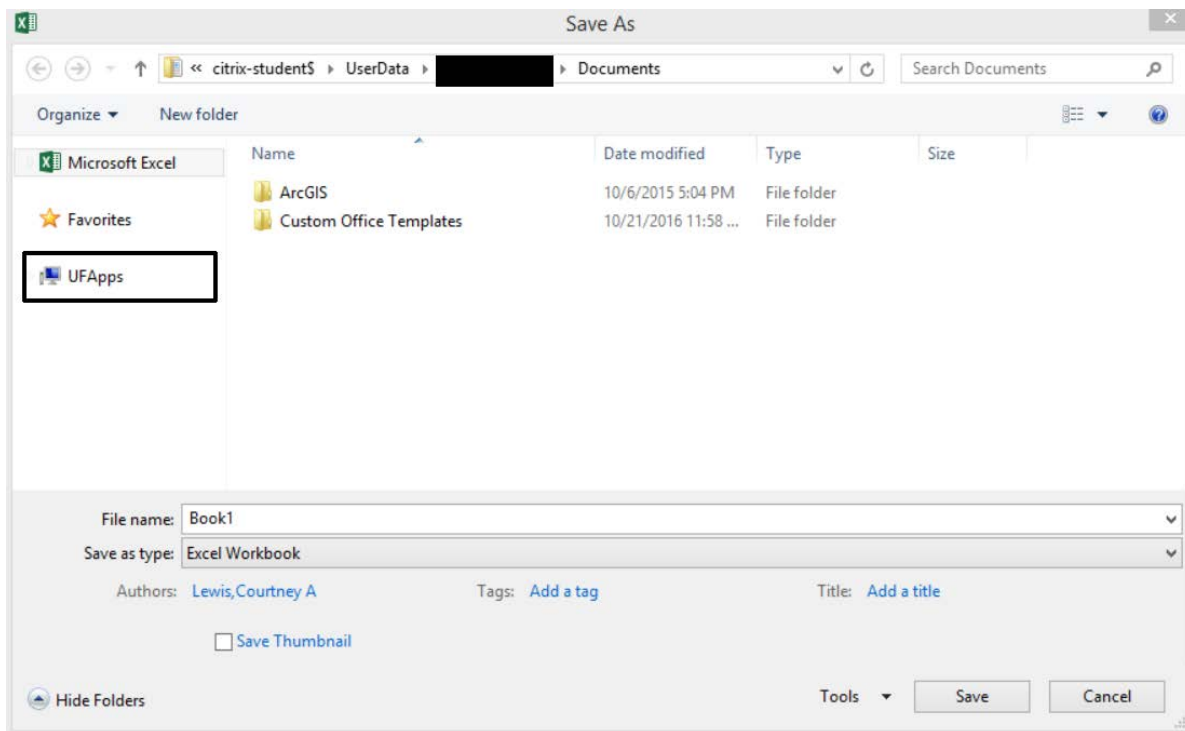 Save As
« citrix-student$ UserData Documents Search Documents
Organize New folder
Microsoft Excel
Favorites
UFApps
Name Date modified Type Size
ArcGIS 10/6/2015 5:04 PM File folder
Custom Office Templates 10/21/2016 11:58 ... File folder
File name: Book1
Save as type: Excel Workbook
Authors: Lewis,Courtney A Tags: Add a tag Title: Add a title
Save Thumbnail
Hide Folders Tools Save Cancel